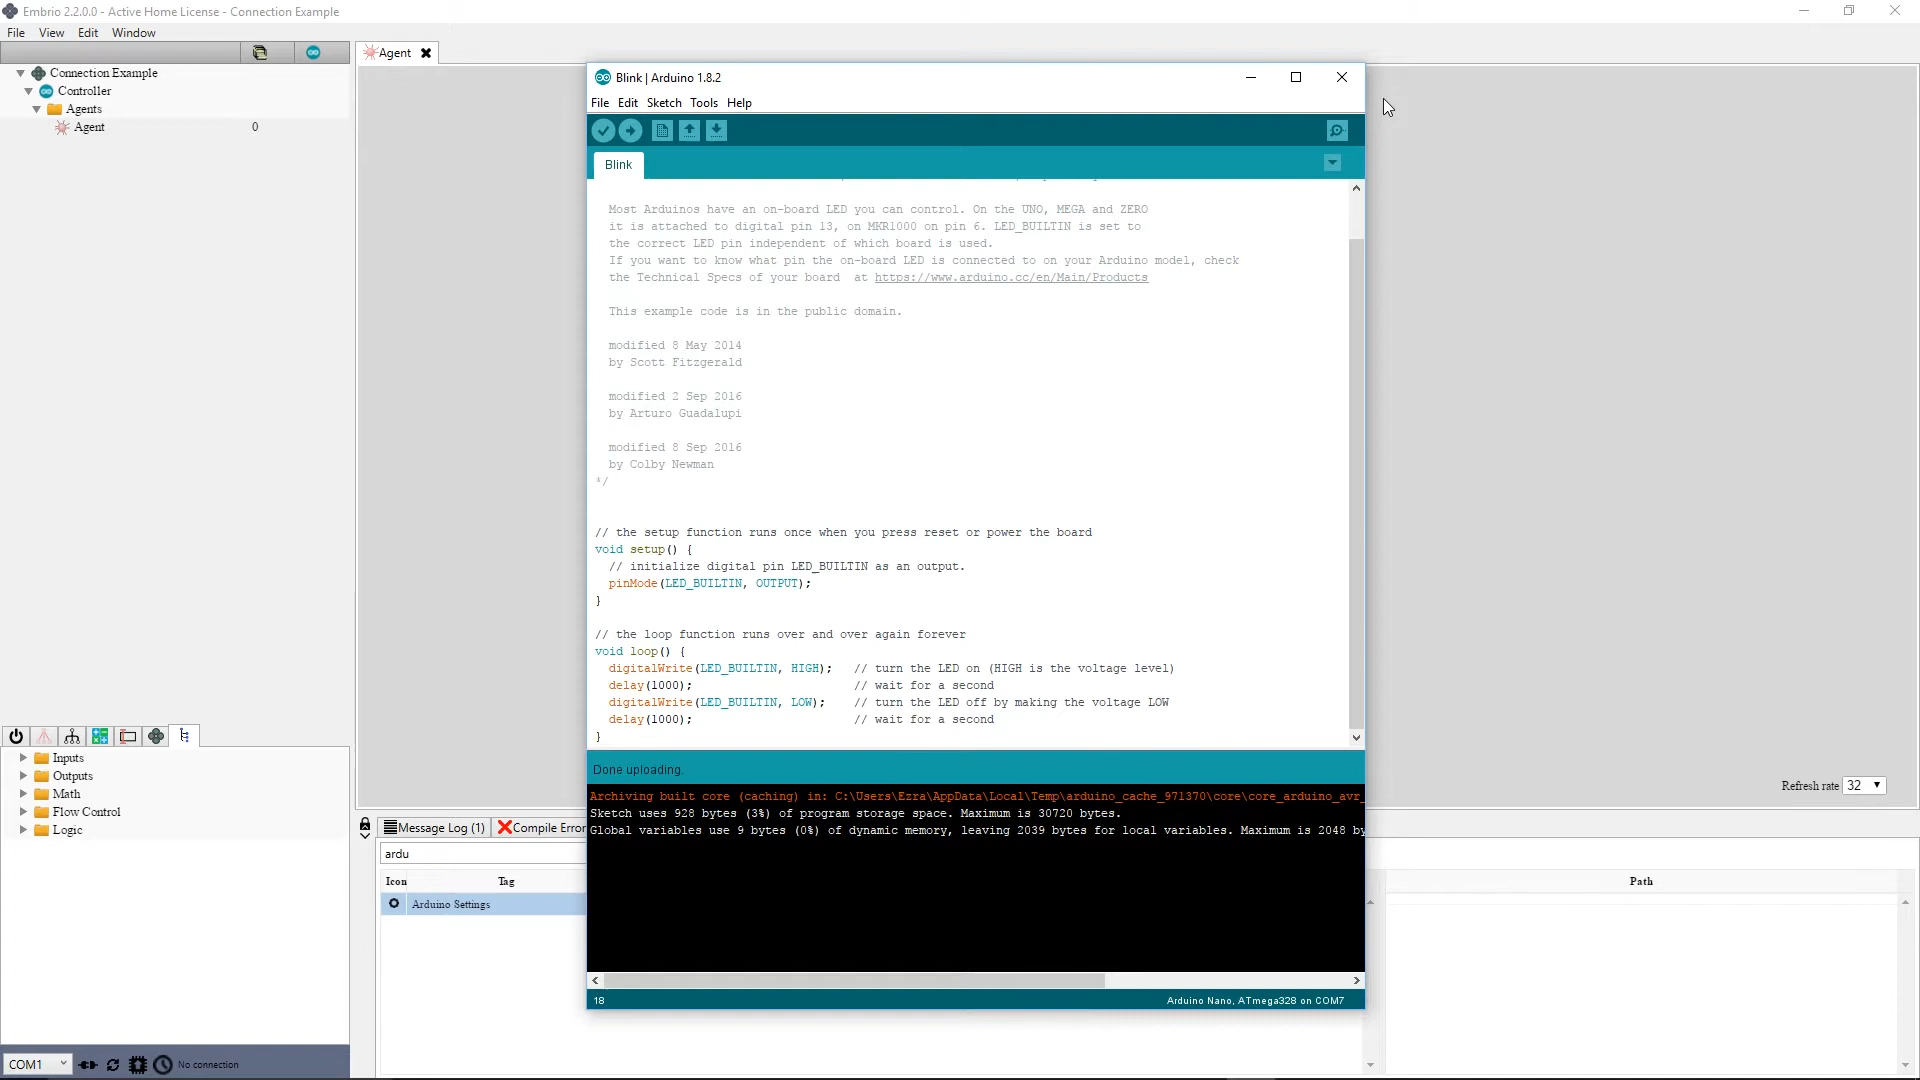 Embrio 2.2.0.0 - Active Home License - Connection Example
File View Edit Window
Agent
Connection Example
Controller
Agents
Agent 0
Blink | Arduino 1.8.2
File Edit Sketch Tools Help
Blink
Most Arduinos have an on-board LED you can control. On the UNO, MEGA and ZERO
it is attached to digital pin 13, on MKR1000 on pin 6. LED_BUILTIN is set to
the correct LED pin independent of which board is used.
If you want to know what pin the on-board LED is connected to on your Arduino model, check
the Technical Specs of your board  at https://www.arduino.cc/en/Main/Products
This example code is in the public domain.
modified 8 May 2014
by Scott Fitzgerald
modified 2 Sep 2016
by Arturo Guadalupi
modified 8 Sep 2016
by Colby Newman
*/
// the setup function runs once when you press reset or power the board
void setup() {
// initialize digital pin LED_BUILTIN as an output.
pinMode(LED_BUILTIN, OUTPUT);
}
// the loop function runs over and over again forever
void loop() {
digitalWrite(LED_BUILTIN, HIGH);   // turn the LED on (HIGH is the voltage level)
delay(1000);                       // wait for a second
digitalWrite(LED_BUILTIN, LOW);    // turn the LED off by making the voltage LOW
delay(1000);                       // wait for a second
}
Done uploading.
Archiving built core (caching) in: C:\Users\Ezra\AppData\Local\Temp\arduino_cache_971370\core\core_arduino_avr_
Sketch uses 928 bytes (3%) of program storage space. Maximum is 30720 bytes.
Global variables use 9 bytes (0%) of dynamic memory, leaving 2039 bytes for local variables. Maximum is 2048 by
18
Arduino Nano, ATmega328 on COM7
Inputs
Outputs
Math
Flow Control
Logic
Refresh rate 32
Message Log (1) Compile Error
ardu
Icon Tag Path
Arduino Settings
COM1 No connection